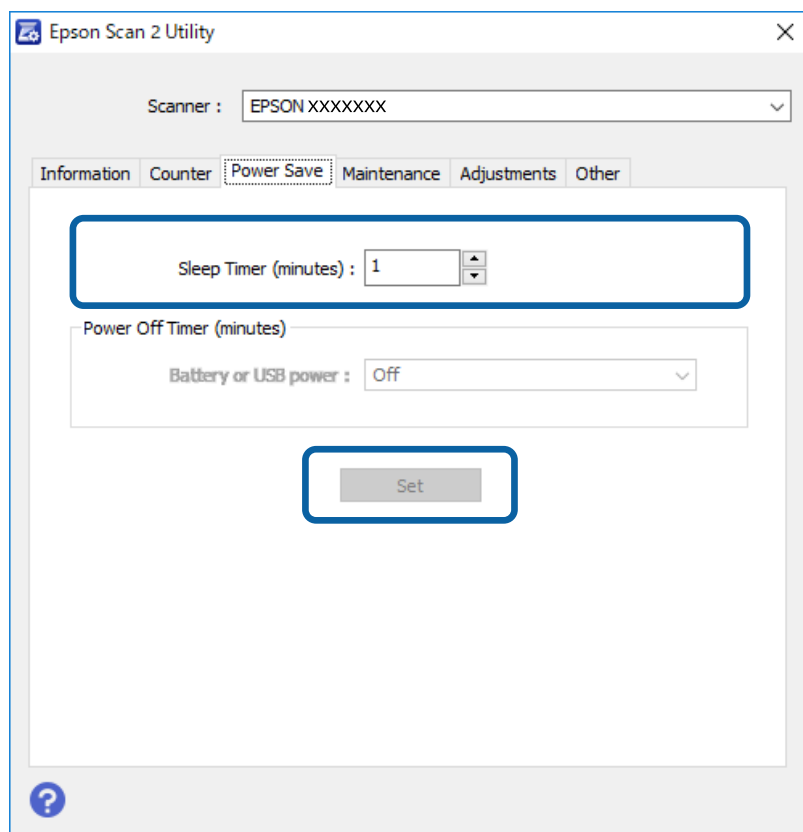 Epson Scan 2 Utility
Scanner : EPSON XXXXXXX
Information Counter Power Save Maintenance Adjustments Other
Sleep Timer (minutes) : 1
Power Off Timer (minutes)
Battery or USB power : Off
Set
?